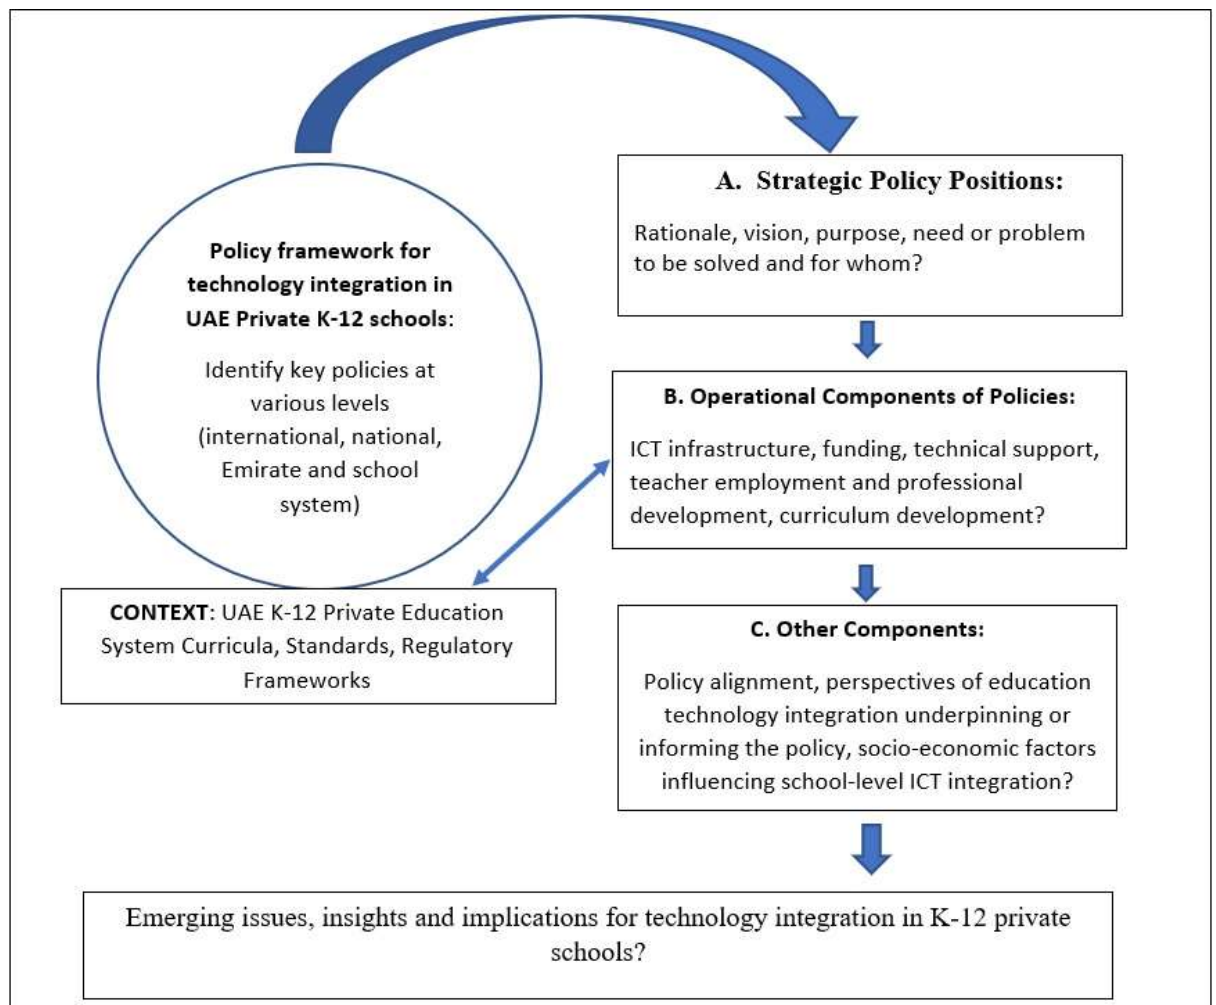 Policy framework for
technology integration in
UAE Private K-12 schools:
Identify key policies at
various levels
(international, national,
Emirate and school
system)
CONTEXT: UAE K-12 Private Education
System Curricula, Standards, Regulatory
Frameworks
A. Strategic Policy Positions:
Rationale, vision, purpose, need or problem
to be solved and for whom?
B. Operational Components of Policies:
ICT infrastructure, funding, technical support,
teacher employment and professional
development, curriculum development?
C. Other Components:
Policy alignment, perspectives of education
technology integration underpinning or
informing the policy, socio-economic factors
influencing school-level ICT integration?
Emerging issues, insights and implications for technology integration in K-12 private
schools?